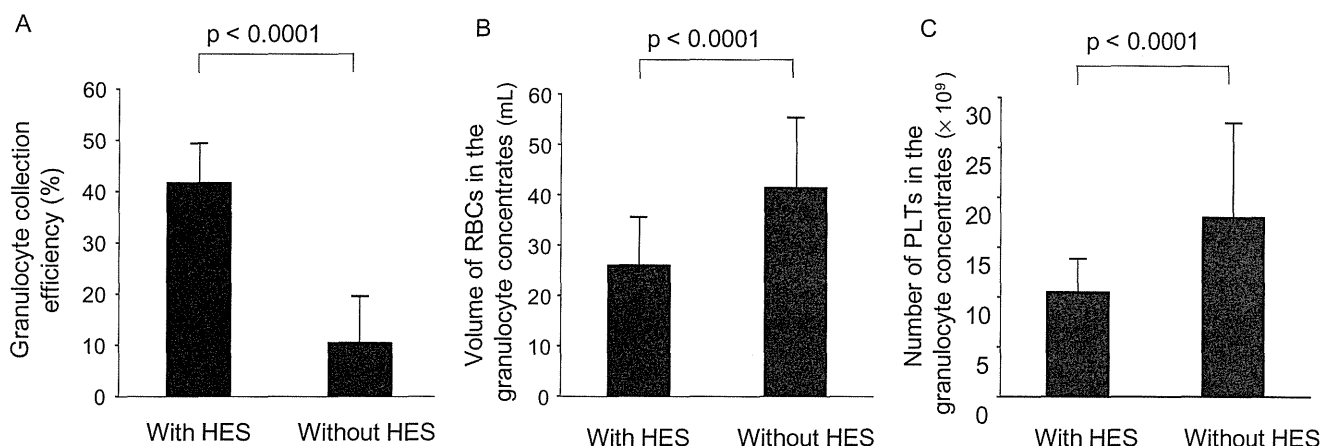 A
p < 0.0001
Granulocyte collection
efficiency (%)
60
50
40
30
20
10
0
With HES
Without HES
B
p < 0.0001
Volume of RBCs in the
granulocyte concentrates (mL)
60
50
40
30
20
10
0
With HES
Without HES
C
p < 0.0001
Number of PLTs in the
granulocyte concentrates (× 10⁹)
30
25
20
15
10
5
0
With HES
Without HES